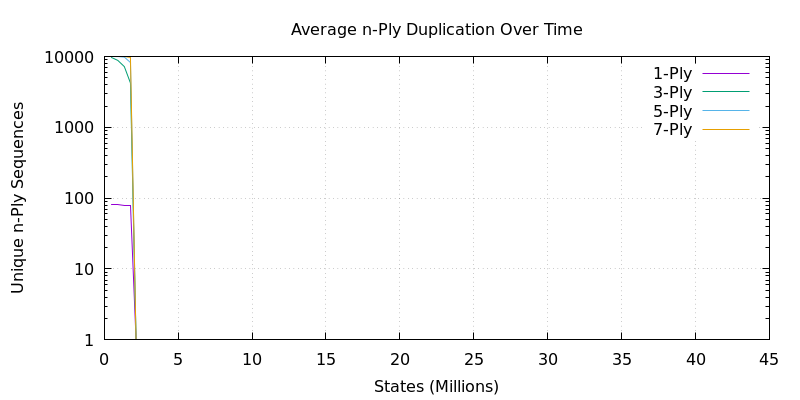 Average n-Ply Duplication Over Time
Unique n-Ply Sequences
10000
1000
100
10
1
1-Ply
3-Ply
5-Ply
7-Ply
0 5 10 15 20 25 30 35 40 45
States (Millions)